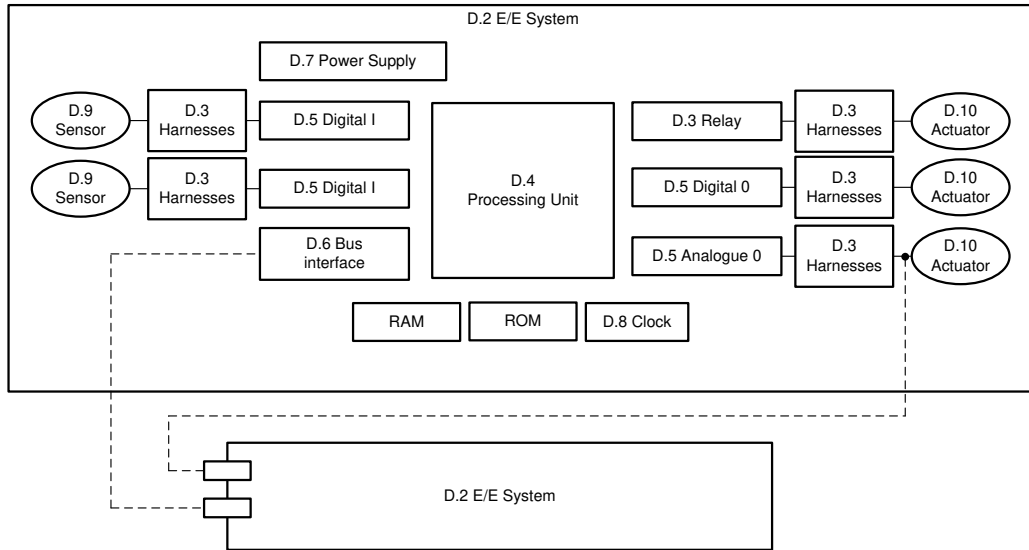 D.2 E/E System
D.7 Power Supply
D.9
Sensor
D.3
Harnesses
D.5 Digital I
D.9
Sensor
D.3
Harnesses
D.5 Digital I
D.6 Bus
interface
D.4
Processing Unit
D.3 Relay
D.3
Harnesses
D.10
Actuator
D.5 Digital 0
D.3
Harnesses
D.10
Actuator
D.5 Analogue 0
D.3
Harnesses
D.10
Actuator
RAM
ROM
D.8 Clock
D.2 E/E System